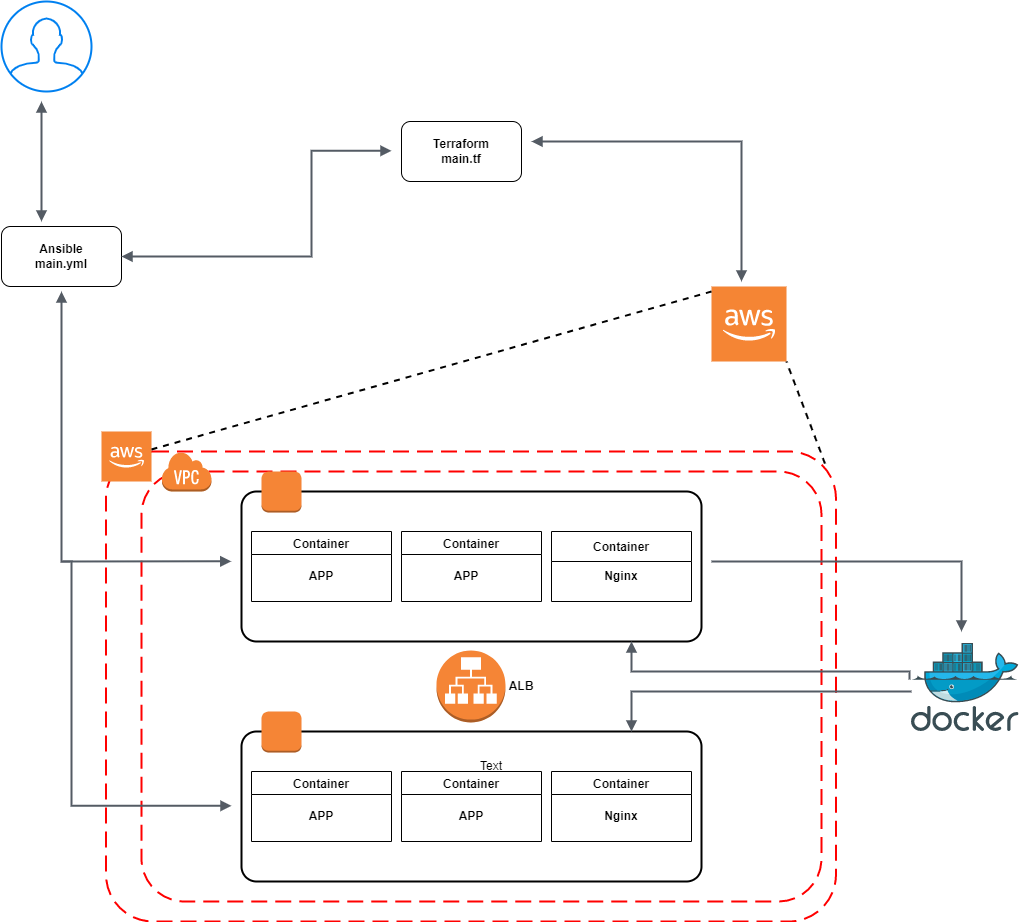 Terraform
main.tf
Ansible
main.yml
aws
aws
VPC
Container
Container
Container
APP
APP
Nginx
ALB
docker
Text
Container
Container
Container
APP
APP
Nginx